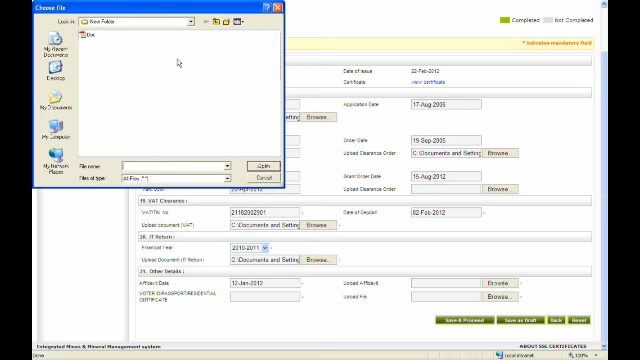 Choose file
Look in: New Folder
Doc
My Recent
Documents
Desktop
My Documents
My Computer
My Network
Places
File name:
Open
Files of type: All Files (*.*)
Cancel
Completed Not Completed
* indicates mandatory field
Date of Issue 22-Feb-2012
Certificate view certificate
Application Date 17-Aug-2005
Browse...
Order Date 19-Sep-2005
Upload Clearance Order C:\Documents and Setting Browse...
Grant Order Date 16-Aug-2012
Upload Clearance Order C:\Documents and Setting Browse...
19. VAT Clearance :
VAT/TIN No. 21182002901 Date of Deposit 02-Feb-2012
Upload document (VAT) C:\Documents and Setting Browse...
20. IT Return :
Financial Year 2010-2011
Upload Document (IT Return) C:\Documents and Setting Browse...
21. Other Details :
Affidavit Date 12-Jan-2012 Upload Affidavit Browse...
VOTER ID/PASSPORT/RESIDENTIAL
CERTIFICATE
Upload File Browse...
Save & Proceed Save as Draft Back Reset
Integrated Mines & Mineral Management system ABOUT SSL CERTIFICATES
Done Local intranet 100%